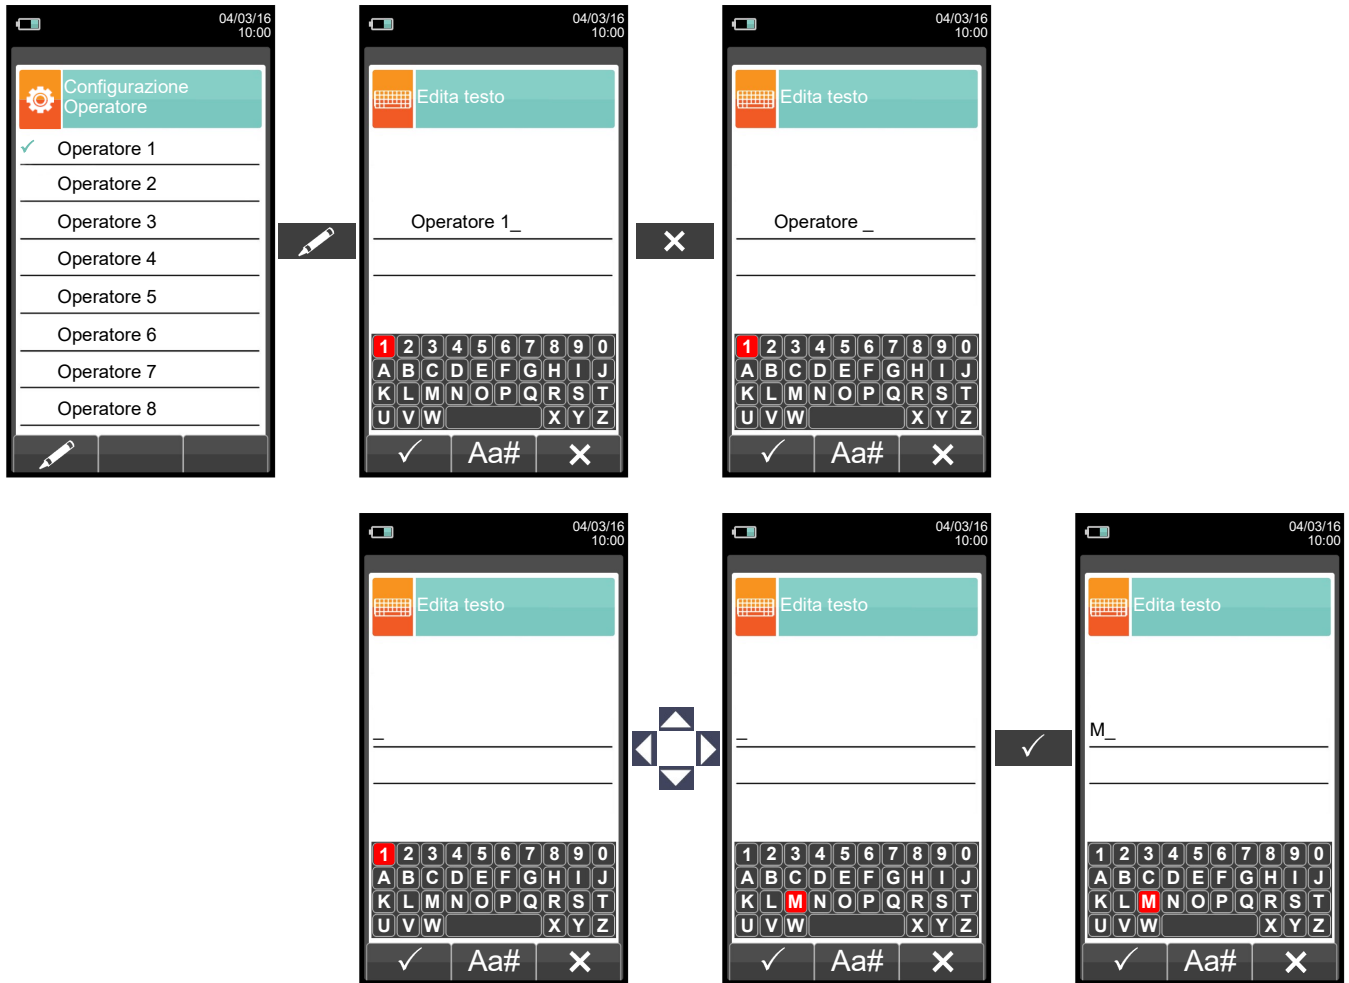 04/03/16
10:00
Configurazione
Operatore
Operatore 1
Operatore 2
Operatore 3
Operatore 4
Operatore 5
Operatore 6
Operatore 7
Operatore 8
04/03/16
10:00
Edita testo
Operatore 1_
1 2 3 4 5 6 7 8 9 0
A B C D E F G H I J
K L M N O P Q R S T
U V W X Y Z
Aa#
04/03/16
10:00
Edita testo
Operatore _
1 2 3 4 5 6 7 8 9 0
A B C D E F G H I J
K L M N O P Q R S T
U V W X Y Z
Aa#
04/03/16
10:00
Edita testo
_
1 2 3 4 5 6 7 8 9 0
A B C D E F G H I J
K L M N O P Q R S T
U V W X Y Z
Aa#
04/03/16
10:00
Edita testo
_
1 2 3 4 5 6 7 8 9 0
A B C D E F G H I J
K L M N O P Q R S T
U V W X Y Z
Aa#
04/03/16
10:00
Edita testo
M_
1 2 3 4 5 6 7 8 9 0
A B C D E F G H I J
K L M N O P Q R S T
U V W X Y Z
Aa#